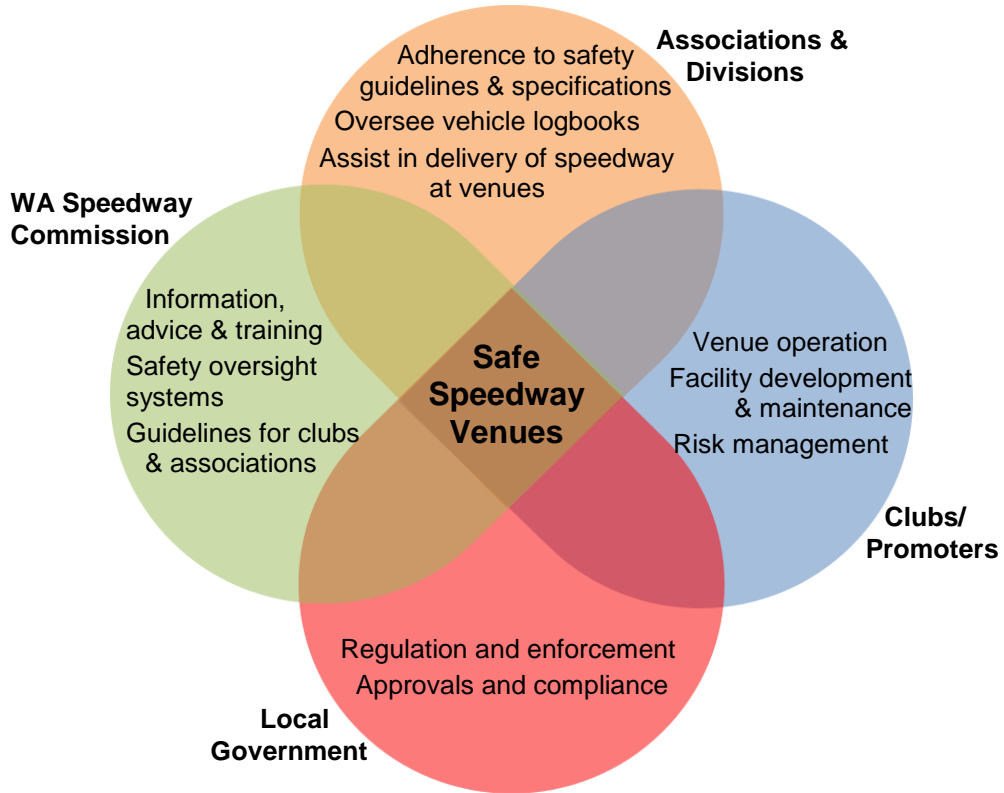 Associations &
Divisions
Adherence to safety
guidelines & specifications
Oversee vehicle logbooks
Assist in delivery of speedway
at venues
WA Speedway
Commission
Information,
advice & training
Safety oversight
systems
Guidelines for clubs
& associations
Safe
Speedway
Venues
Venue operation
Facility development
& maintenance
Risk management
Clubs/
Promoters
Regulation and enforcement
Approvals and compliance
Local
Government